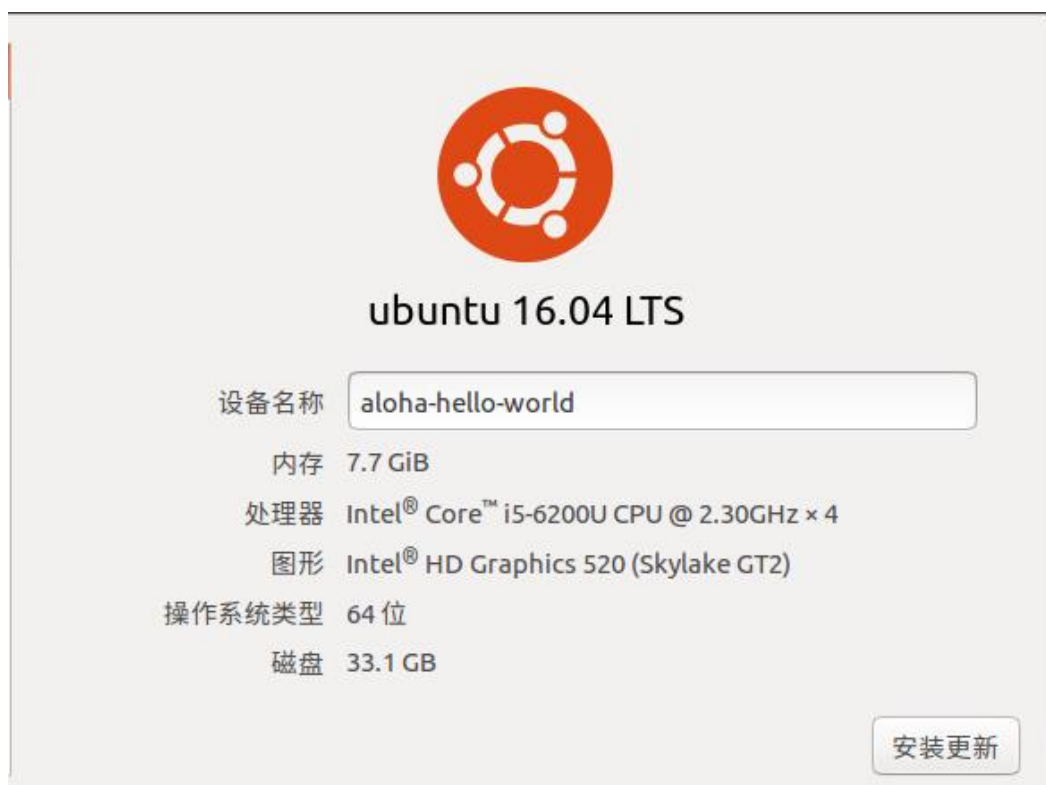 ubuntu 16.04 LTS
设备名称 aloha-hello-world
内存 7.7 GiB
处理器 Intel® Core™ i5-6200U CPU @ 2.30GHz × 4
图形 Intel® HD Graphics 520 (Skylake GT2)
操作系统类型 64 位
磁盘 33.1 GB
安装更新